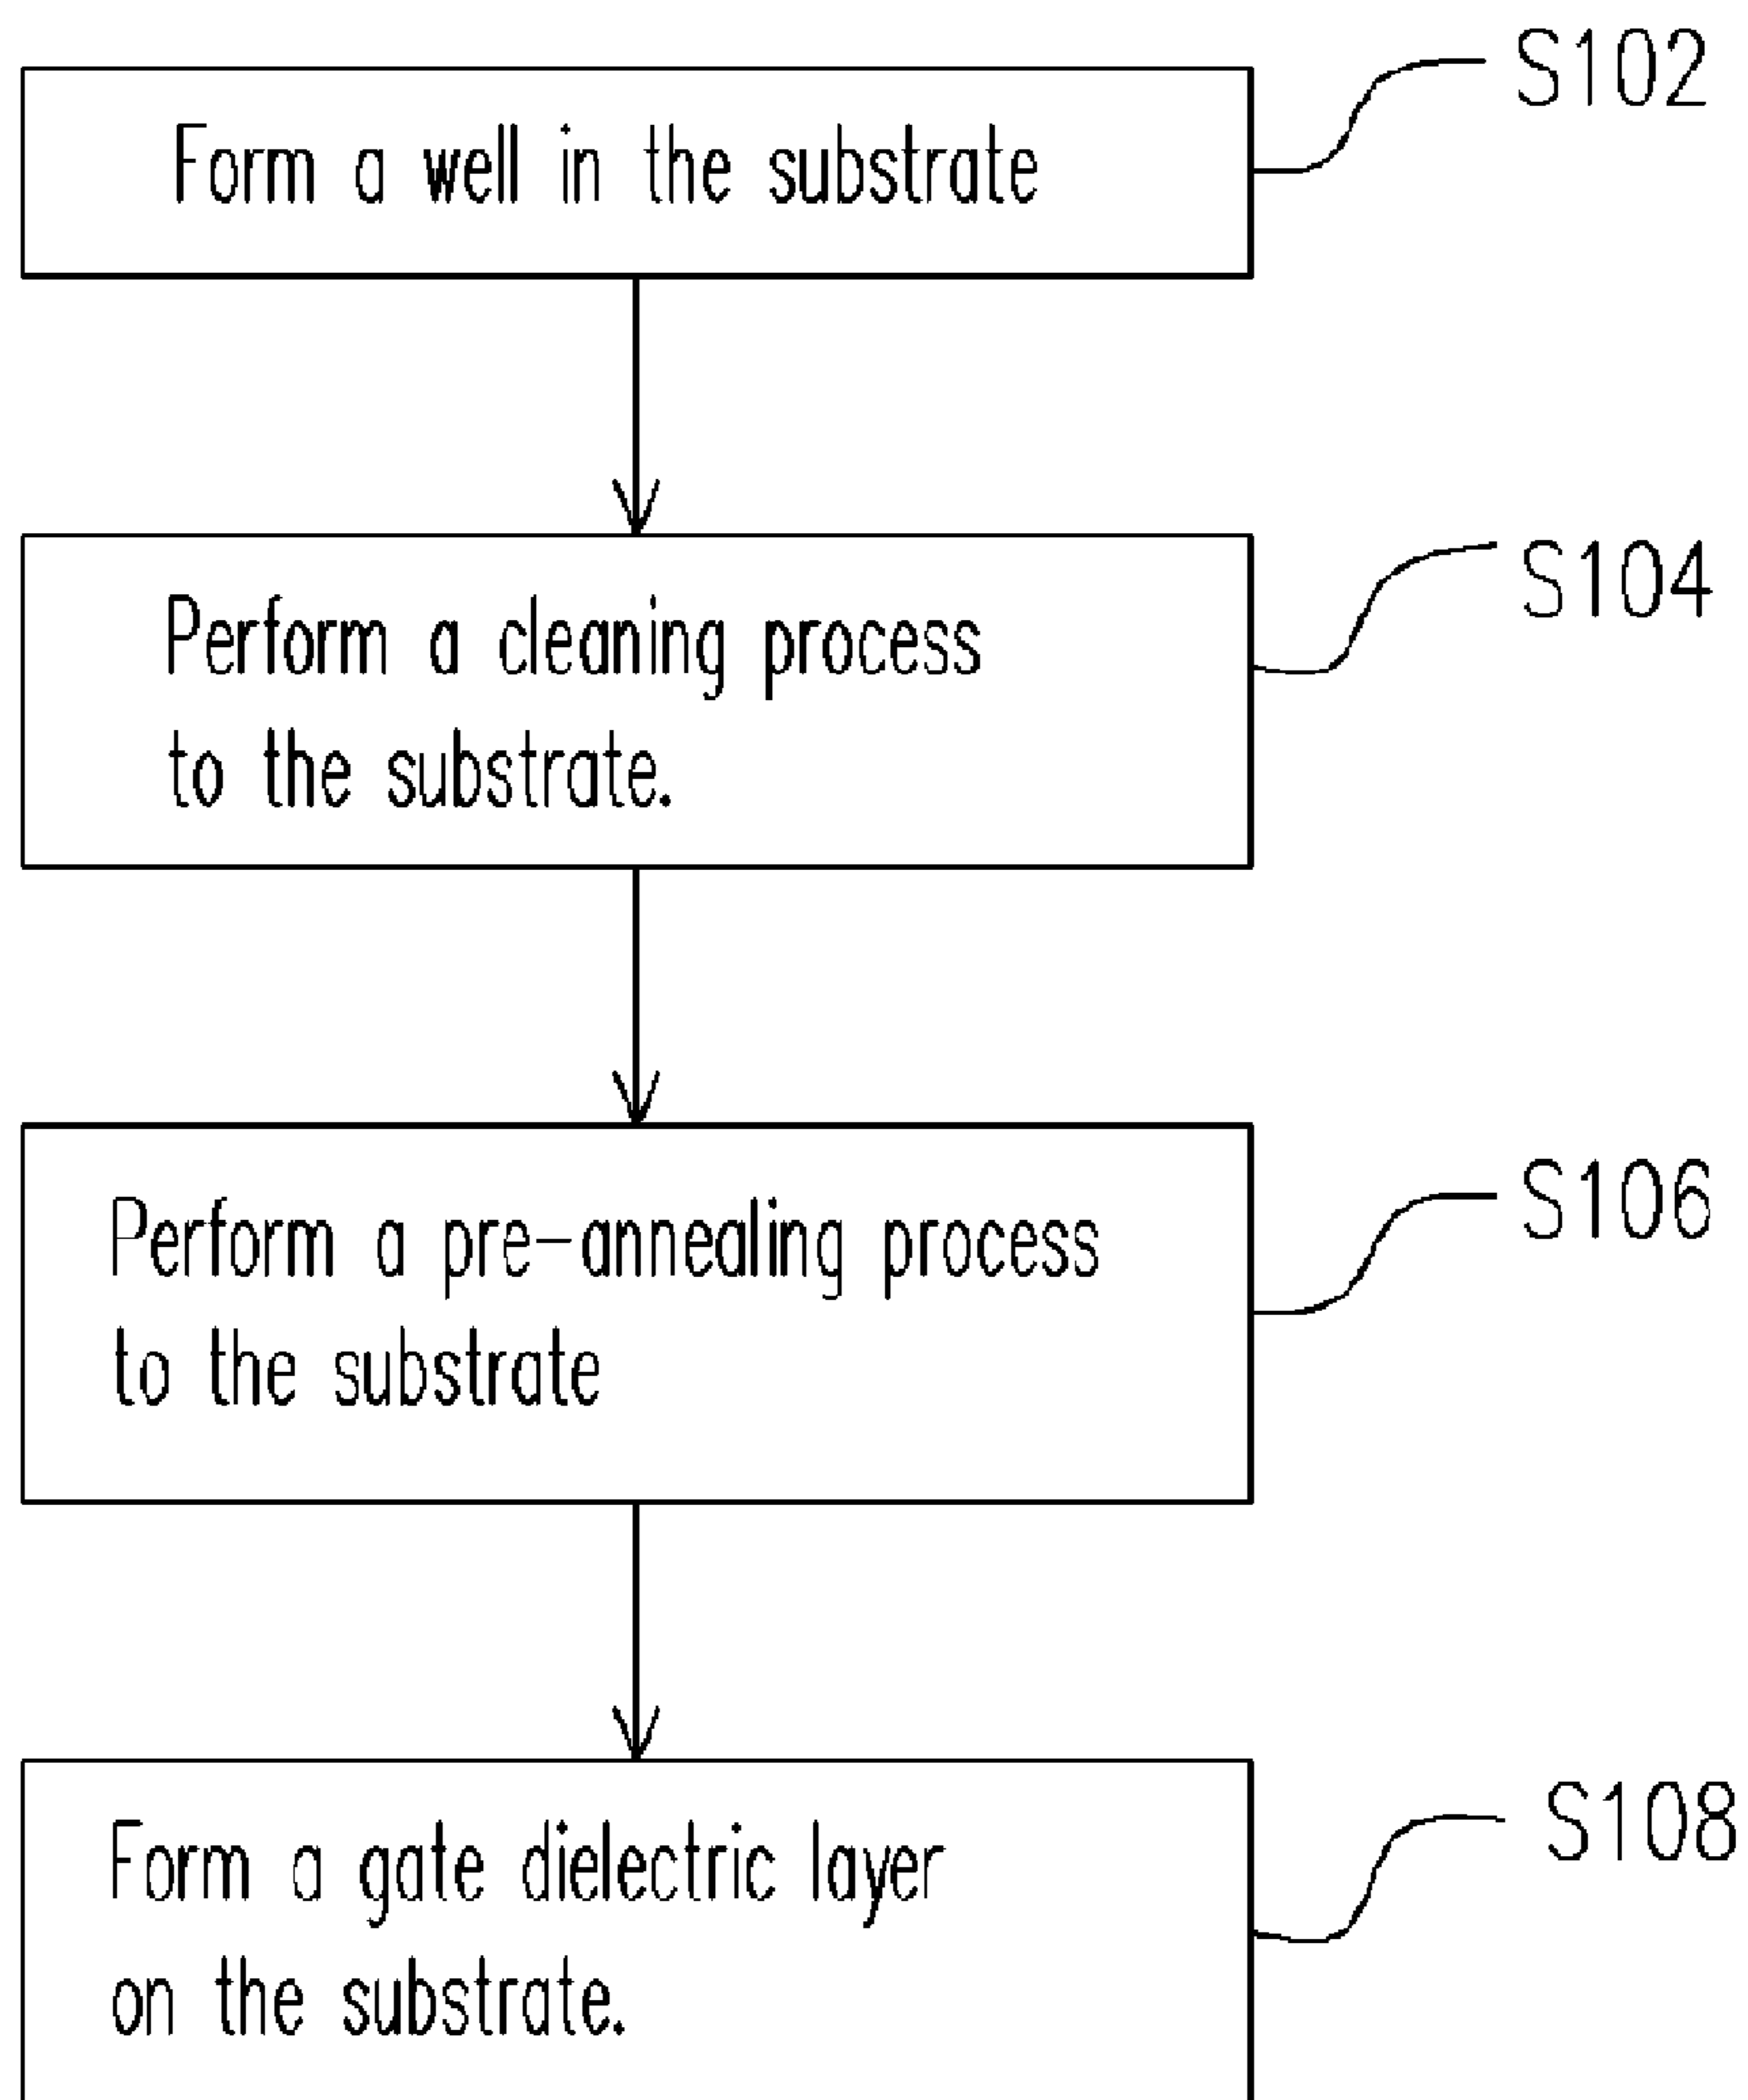 S102
Form a well in the substrate
S104
Perform a cleaning process
to the substrate.
S106
Perform a pre-annealing process
to the substrate
S108
Form a gate dielectric layer
on the substrate.